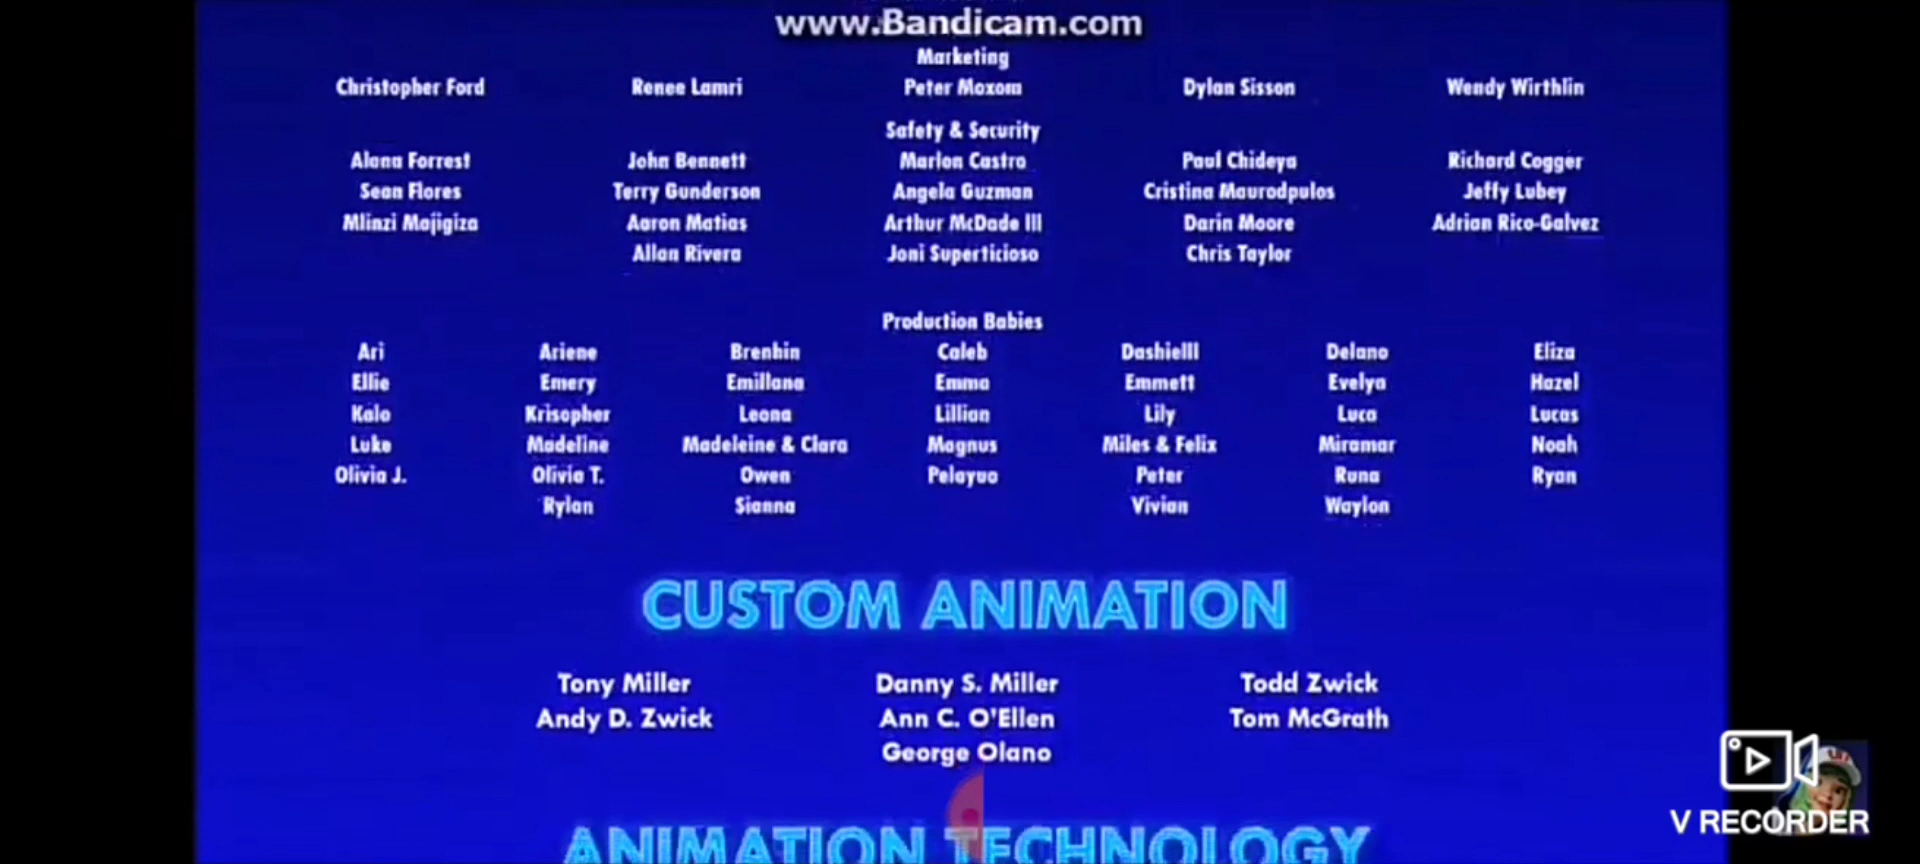 www.Bandicam.com
Marketing
Christopher Ford Renee Lamri Peter Moxom Dylan Sisson Wendy Wirthlin
Safety & Security
Alana Forrest John Bennett Marlon Castro Paul Chideya Richard Cogger
Sean Flores Terry Gunderson Angela Guzman Cristina Maurodpulos Jeffy Lubey
Mlinzi Majigiza Aaron Matias Arthur McDade III Darin Moore Adrian Rico-Galvez
Allan Rivera Joni Superticioso Chris Taylor
Production Babies
Ari Ariene Brenhin Caleb Dashielll Delano Eliza
Ellie Emery Emillana Emma Emmett Evelya Hazel
Kalo Krisopher Leona Lillian Lily Luca Lucas
Luke Madeline Madeleine & Clara Magnus Miles & Felix Miramar Noah
Olivia J. Olivia T. Owen Pelayuo Peter Runa Ryan
Rylan Sianna Vivian Waylon
CUSTOM ANIMATION
Tony Miller Danny S. Miller Todd Zwick
Andy D. Zwick Ann C. O'Ellen Tom McGrath
George Olano
ANIMATION TECHNOLOGY
V RECORDER